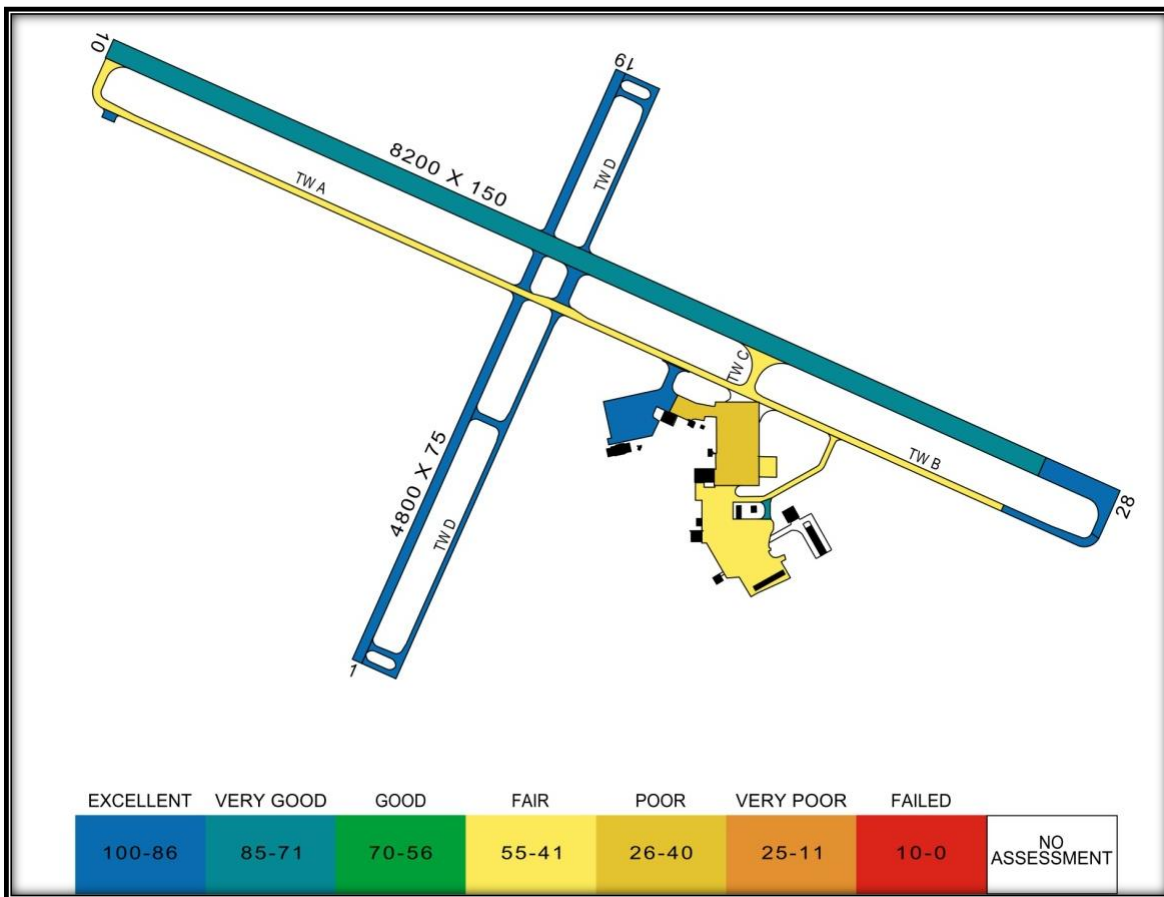 10
19
8200 X 150
TW D
TW A
TW C
4800 X 75
TW B
TW D
28
1
EXCELLENT VERY GOOD GOOD FAIR POOR VERY POOR FAILED
100-86 85-71 70-56 55-41 26-40 25-11 10-0 NO
ASSESSMENT